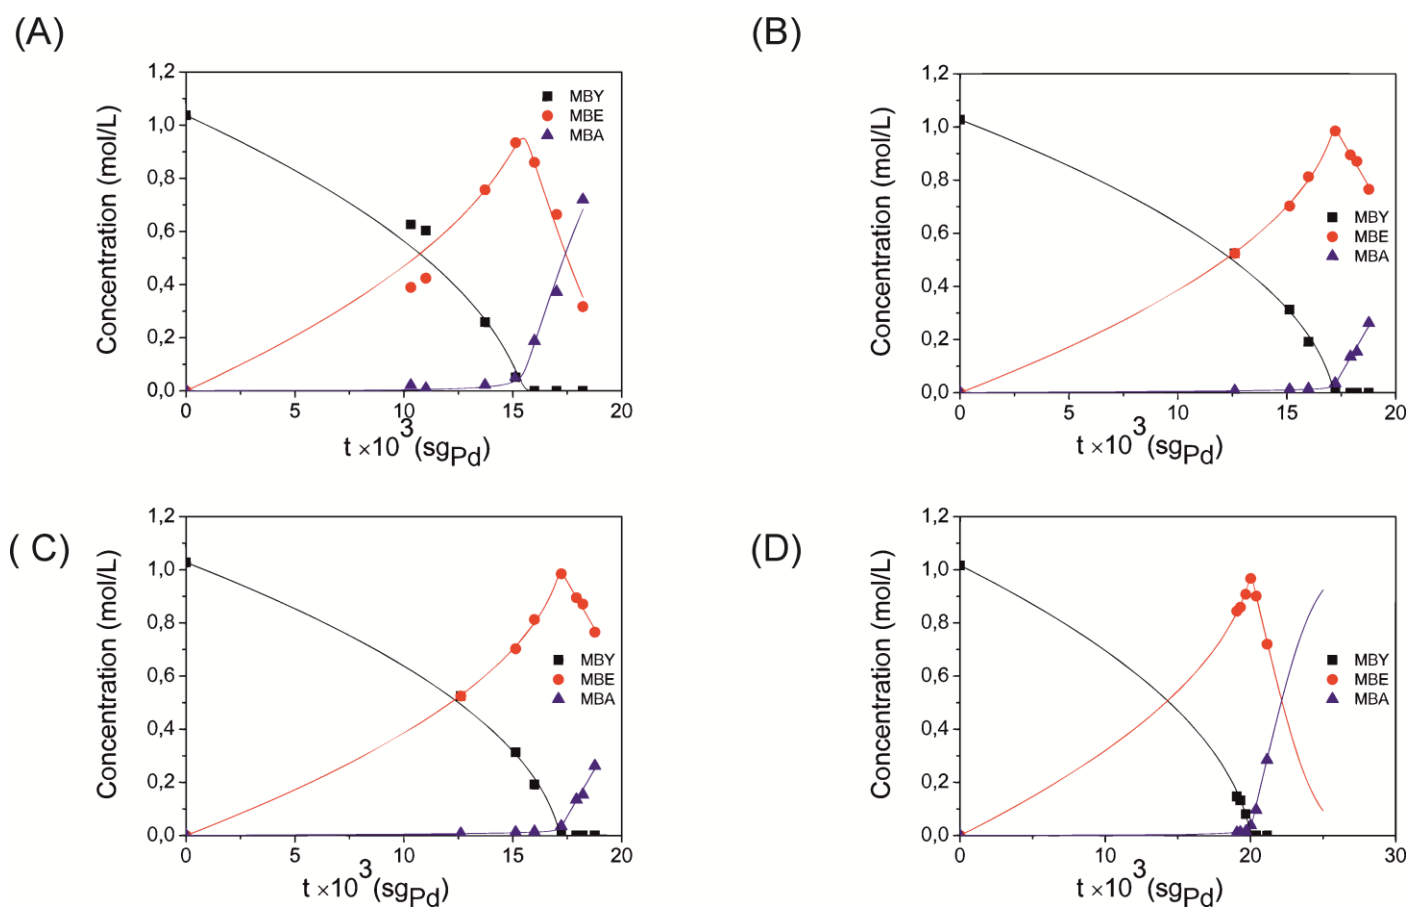 (A)
1,2
1,0
0,8
0,6
0,4
0,2
0,0
Concentration (mol/L)
MBY
MBE
MBA
0 5 10 15 20
t ×10³(sgPd)
(B)
1,2
1,0
0,8
0,6
0,4
0,2
0,0
Concentration (mol/L)
MBY
MBE
MBA
0 5 10 15 20
t ×10³(sgPd)
( C)
1,2
1,0
0,8
0,6
0,4
0,2
0,0
Concentration (mol/L)
MBY
MBE
MBA
0 5 10 15 20
t ×10³(sgPd)
(D)
1,2
1,0
0,8
0,6
0,4
0,2
0,0
Concentration (mol/L)
MBY
MBE
MBA
0 10 20 30
t ×10³(sgPd)